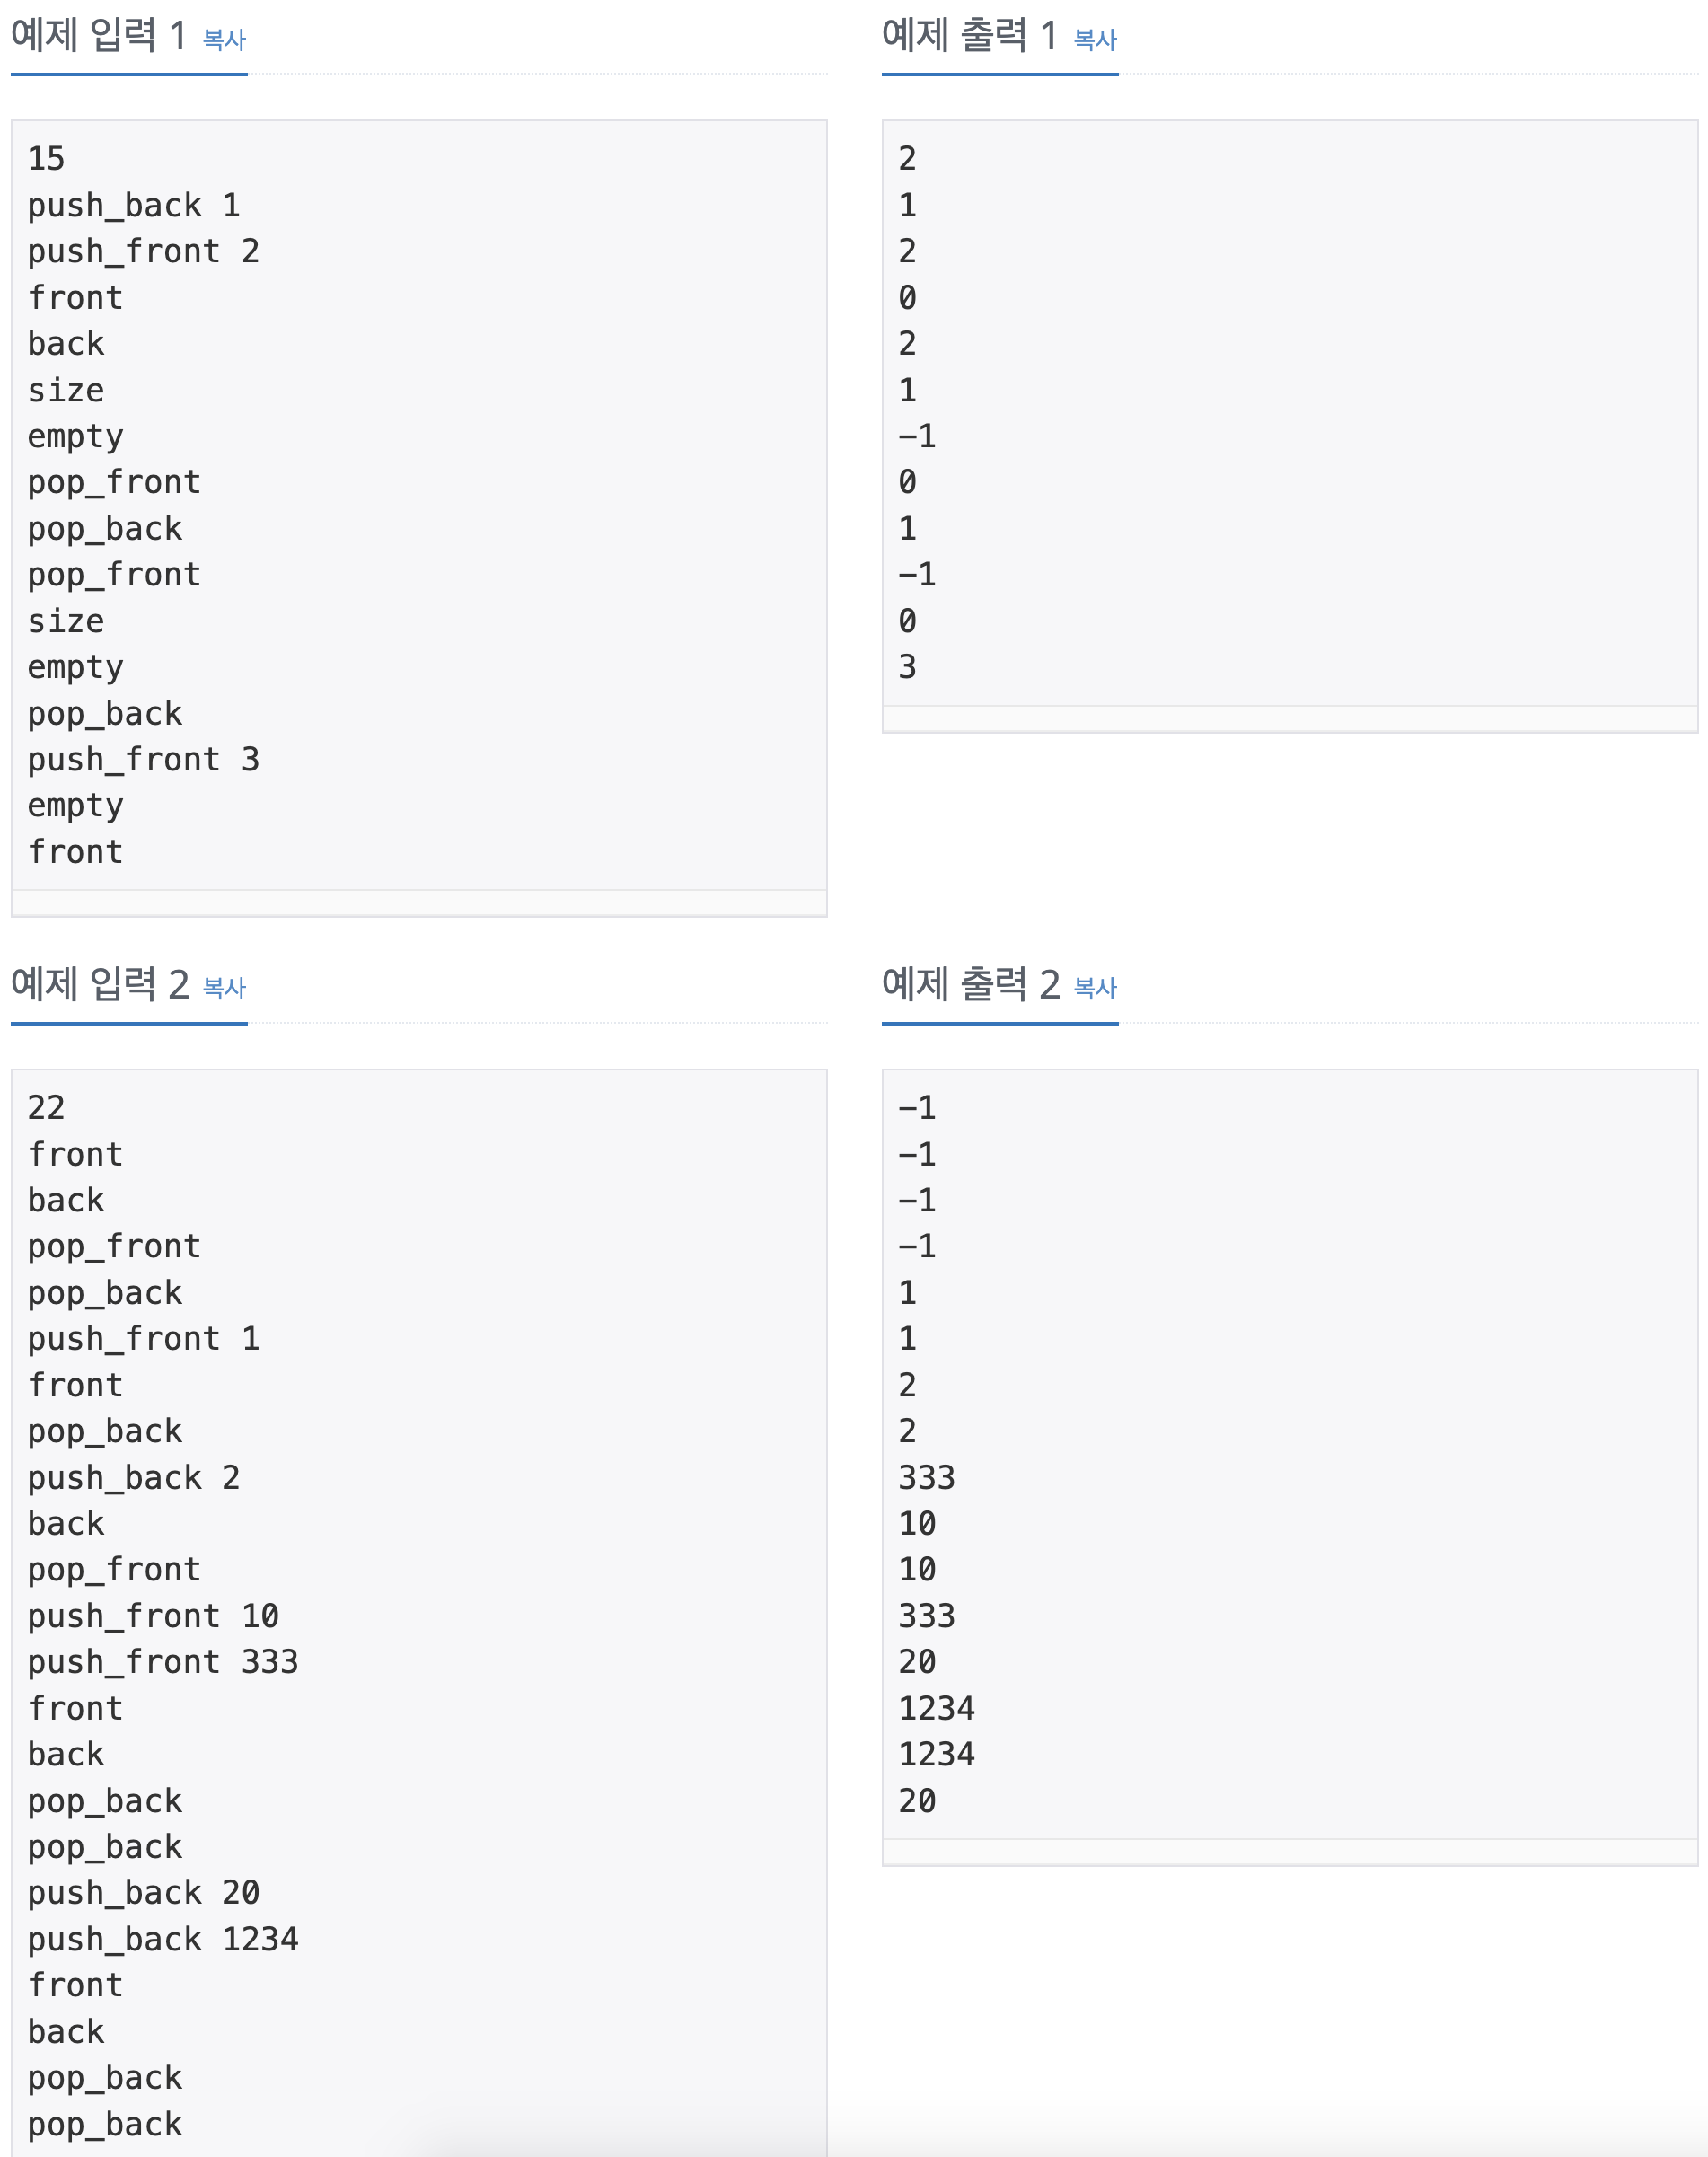 예제 입력 1 복사
15
push_back 1
push_front 2
front
back
size
empty
pop_front
pop_back
pop_front
size
empty
pop_back
push_front 3
empty
front
예제 출력 1 복사
2
1
2
0
2
1
-1
0
1
-1
0
3
예제 입력 2 복사
22
front
back
pop_front
pop_back
push_front 1
front
pop_back
push_back 2
back
pop_front
push_front 10
push_front 333
front
back
pop_back
pop_back
push_back 20
push_back 1234
front
back
pop_back
pop_back
예제 출력 2 복사
-1
-1
-1
-1
1
1
2
2
333
10
10
333
20
1234
1234
20